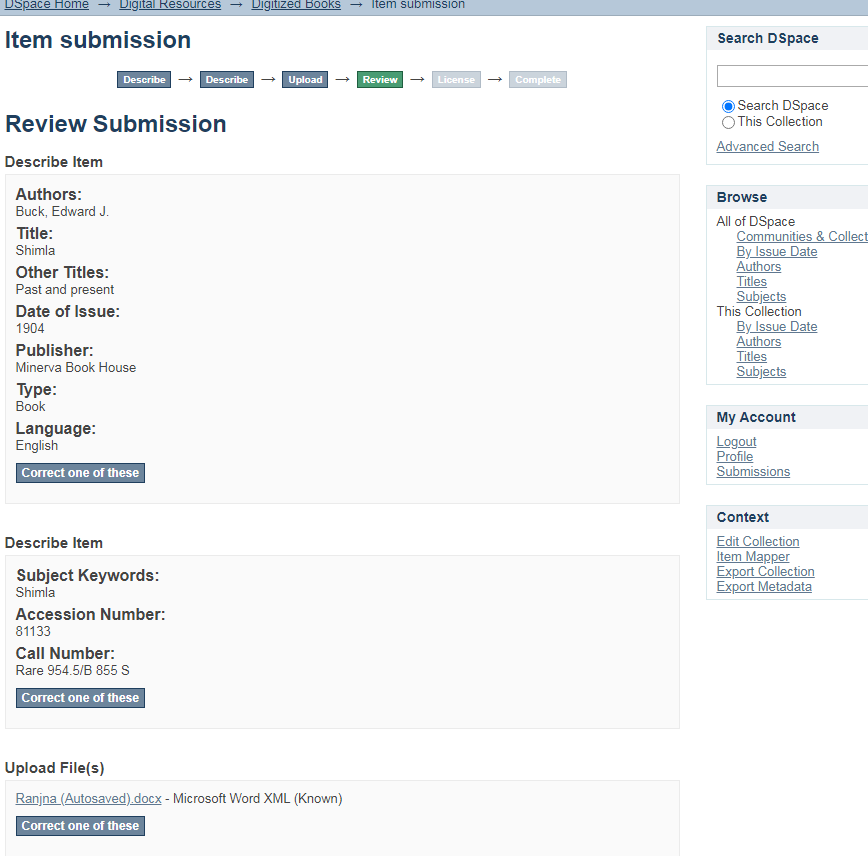 DSpace Home → Digital Resources → Digitized Books → Item submission
Item submission
Describe → Describe → Upload → Review → License → Complete
Review Submission
Describe Item
Authors:
Buck, Edward J.
Title:
Shimla
Other Titles:
Past and present
Date of Issue:
1904
Publisher:
Minerva Book House
Type:
Book
Language:
English
Correct one of these
Describe Item
Subject Keywords:
Shimla
Accession Number:
81133
Call Number:
Rare 954.5/B 855 S
Correct one of these
Upload File(s)
Ranjna (Autosaved).docx - Microsoft Word XML (Known)
Correct one of these
Search DSpace
Search DSpace
This Collection
Advanced Search
Browse
All of DSpace
Communities & Collect
By Issue Date
Authors
Titles
Subjects
This Collection
By Issue Date
Authors
Titles
Subjects
My Account
Logout
Profile
Submissions
Context
Edit Collection
Item Mapper
Export Collection
Export Metadata